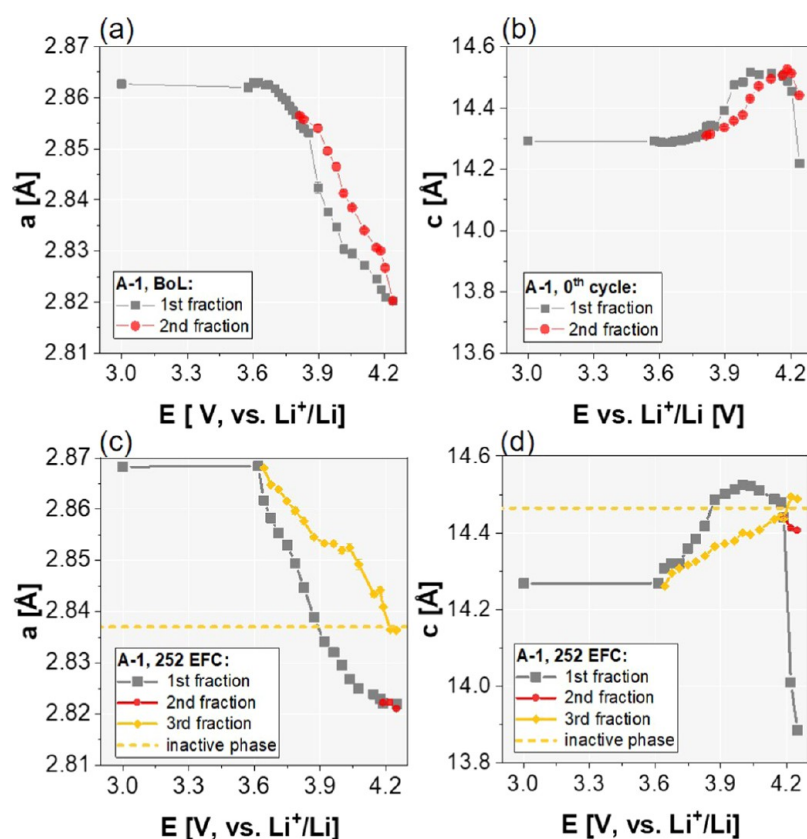 (a)
2.87
2.86
2.85
2.84
2.83
2.82
2.81
a [Å]
A-1, BoL:
1st fraction
2nd fraction
3.0 3.3 3.6 3.9 4.2
E [ V, vs. Li⁺/Li]
(b)
14.6
14.4
14.2
14.0
13.8
13.6
c [Å]
A-1, 0ᵗʰ cycle:
1st fraction
2nd fraction
3.0 3.3 3.6 3.9 4.2
E vs. Li⁺/Li [V]
(c)
2.87
2.86
2.85
2.84
2.83
2.82
2.81
a [Å]
A-1, 252 EFC:
1st fraction
2nd fraction
3rd fraction
inactive phase
3.0 3.3 3.6 3.9 4.2
E [V, vs. Li⁺/Li]
(d)
14.6
14.4
14.2
14.0
13.8
c [Å]
A-1, 252 EFC:
1st fraction
2nd fraction
3rd fraction
inactive phase
3.0 3.3 3.6 3.9 4.2
E [V, vs. Li⁺/Li]